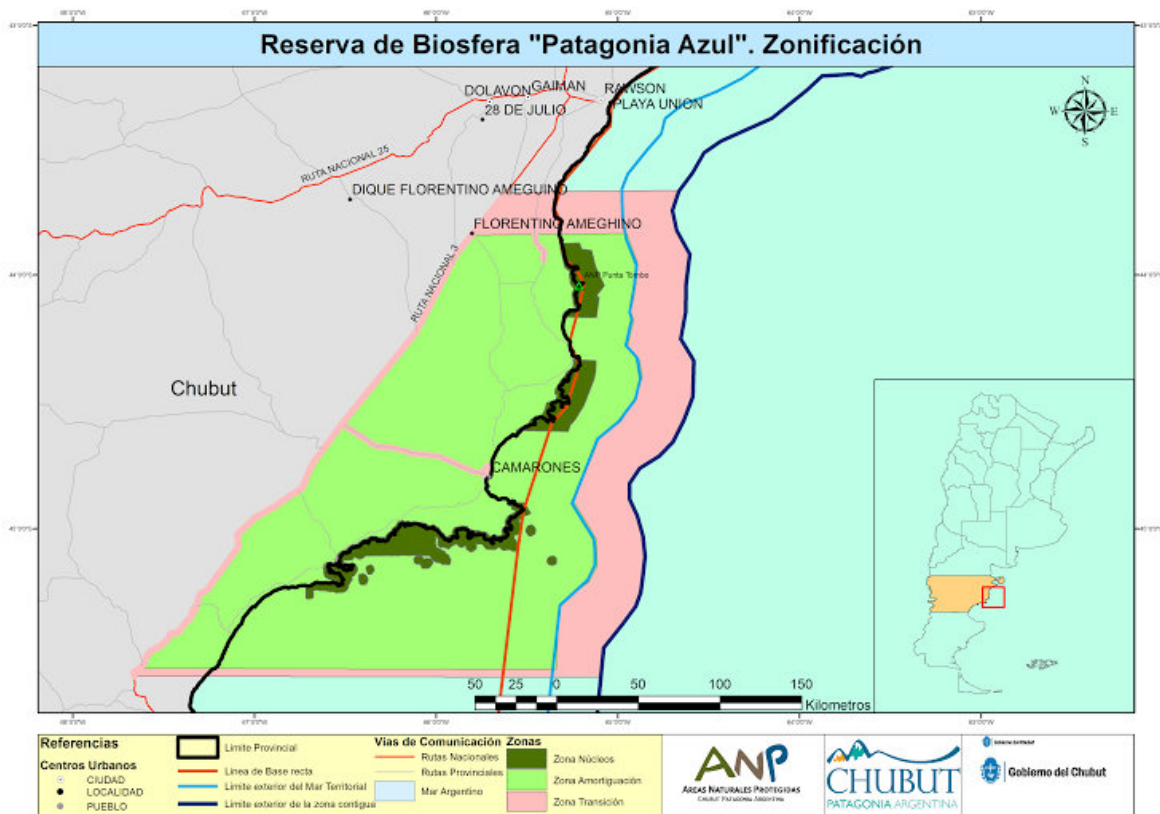 Reserva de Biosfera "Patagonia Azul". Zonificación
DOLAVON
GAIMAN
RAWSON
PLAYA UNION
28 DE JULIO
RUTA NACIONAL 25
DIQUE FLORENTINO AMEGUINO
FLORENTINO AMEGHINO
RUTA NACIONAL 3
ANP Punta Tombo
Chubut
CAMARONES
N
W E
S
50 25 0 50 100 150
Kilometros
Referencias
Centros Urbanos
CIUDAD
LOCALIDAD
PUEBLO
Limite Provincial
Línea de Base recta
Limite exterior del Mar Territorial
Limite exterior de la zona contigua
Vias de Comunicación
Rutas Nacionales
Rutas Provinciales
Mar Argentino
Zonas
Zona Núcleos
Zona Amortiguación
Zona Transición
ANP
AREAS NATURALES PROTEGIDAS
CHUBUT PATAGONIA ARGENTINA
CHUBUT
PATAGONIA ARGENTINA
Gobierno del Chubut
Gobierno del Chubut